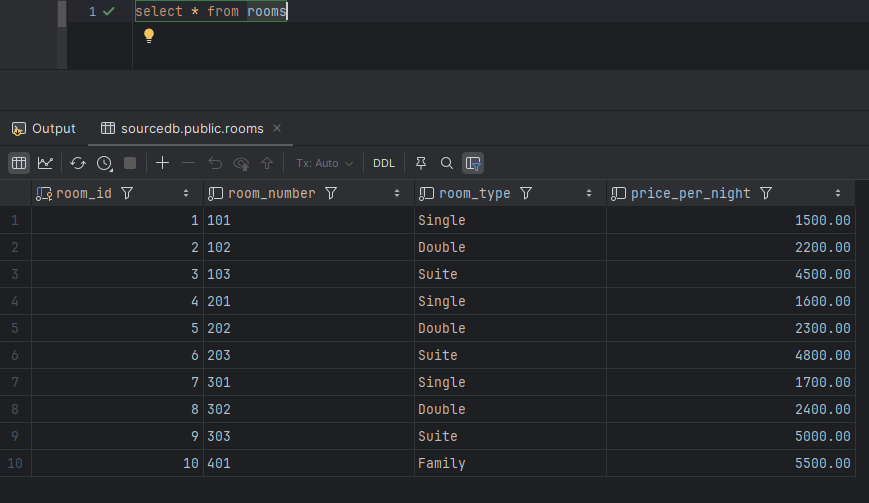 1 select * from rooms
Output sourcedb.public.rooms
Tx: Auto DDL
room_id room_number room_type price_per_night
1 1 101 Single 1500.00
2 2 102 Double 2200.00
3 3 103 Suite 4500.00
4 4 201 Single 1600.00
5 5 202 Double 2300.00
6 6 203 Suite 4800.00
7 7 301 Single 1700.00
8 8 302 Double 2400.00
9 9 303 Suite 5000.00
10 10 401 Family 5500.00